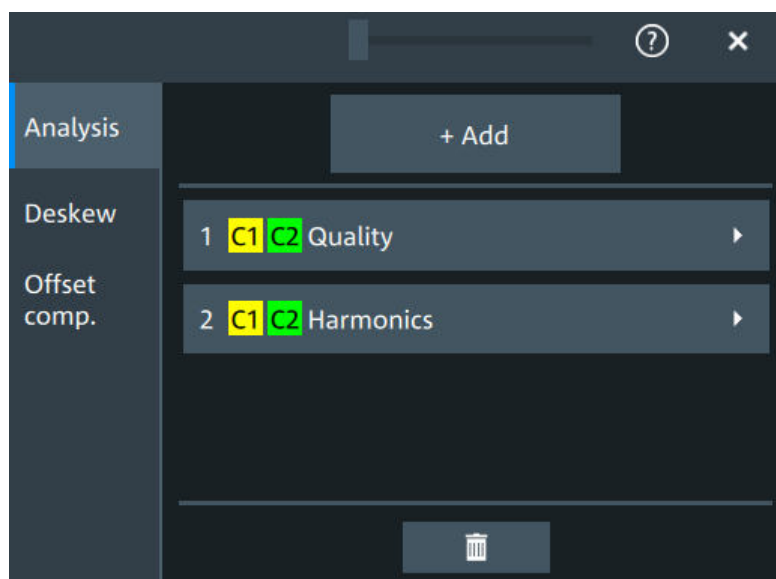 ?
Analysis
+ Add
Deskew
1 C1 C2 Quality
Offset
comp.
2 C1 C2 Harmonics